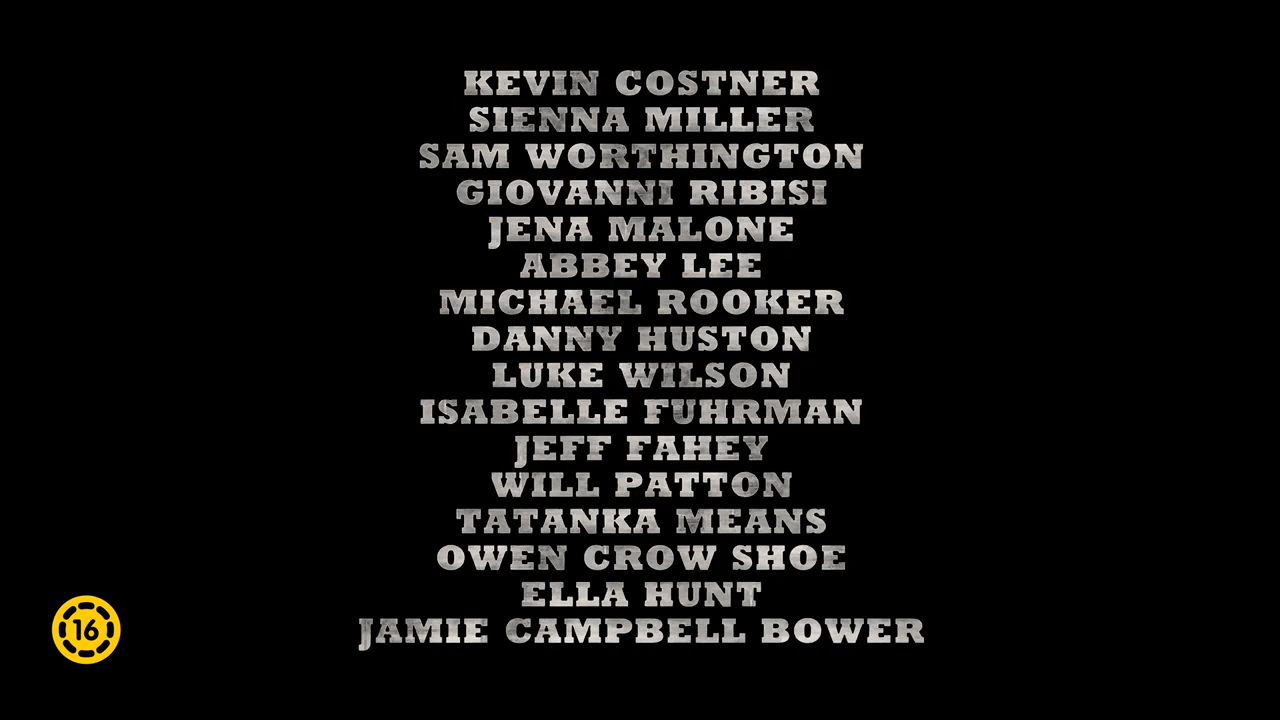 KEVIN COSTNER
SIENNA MILLER
SAM WORTHINGTON
GIOVANNI RIBISI
JENA MALONE
ABBEY LEE
MICHAEL ROOKER
DANNY HUSTON
LUKE WILSON
ISABELLE FUHRMAN
JEFF FAHEY
WILL PATTON
TATANKA MEANS
OWEN CROW SHOE
ELLA HUNT
JAMIE CAMPBELL BOWER
16